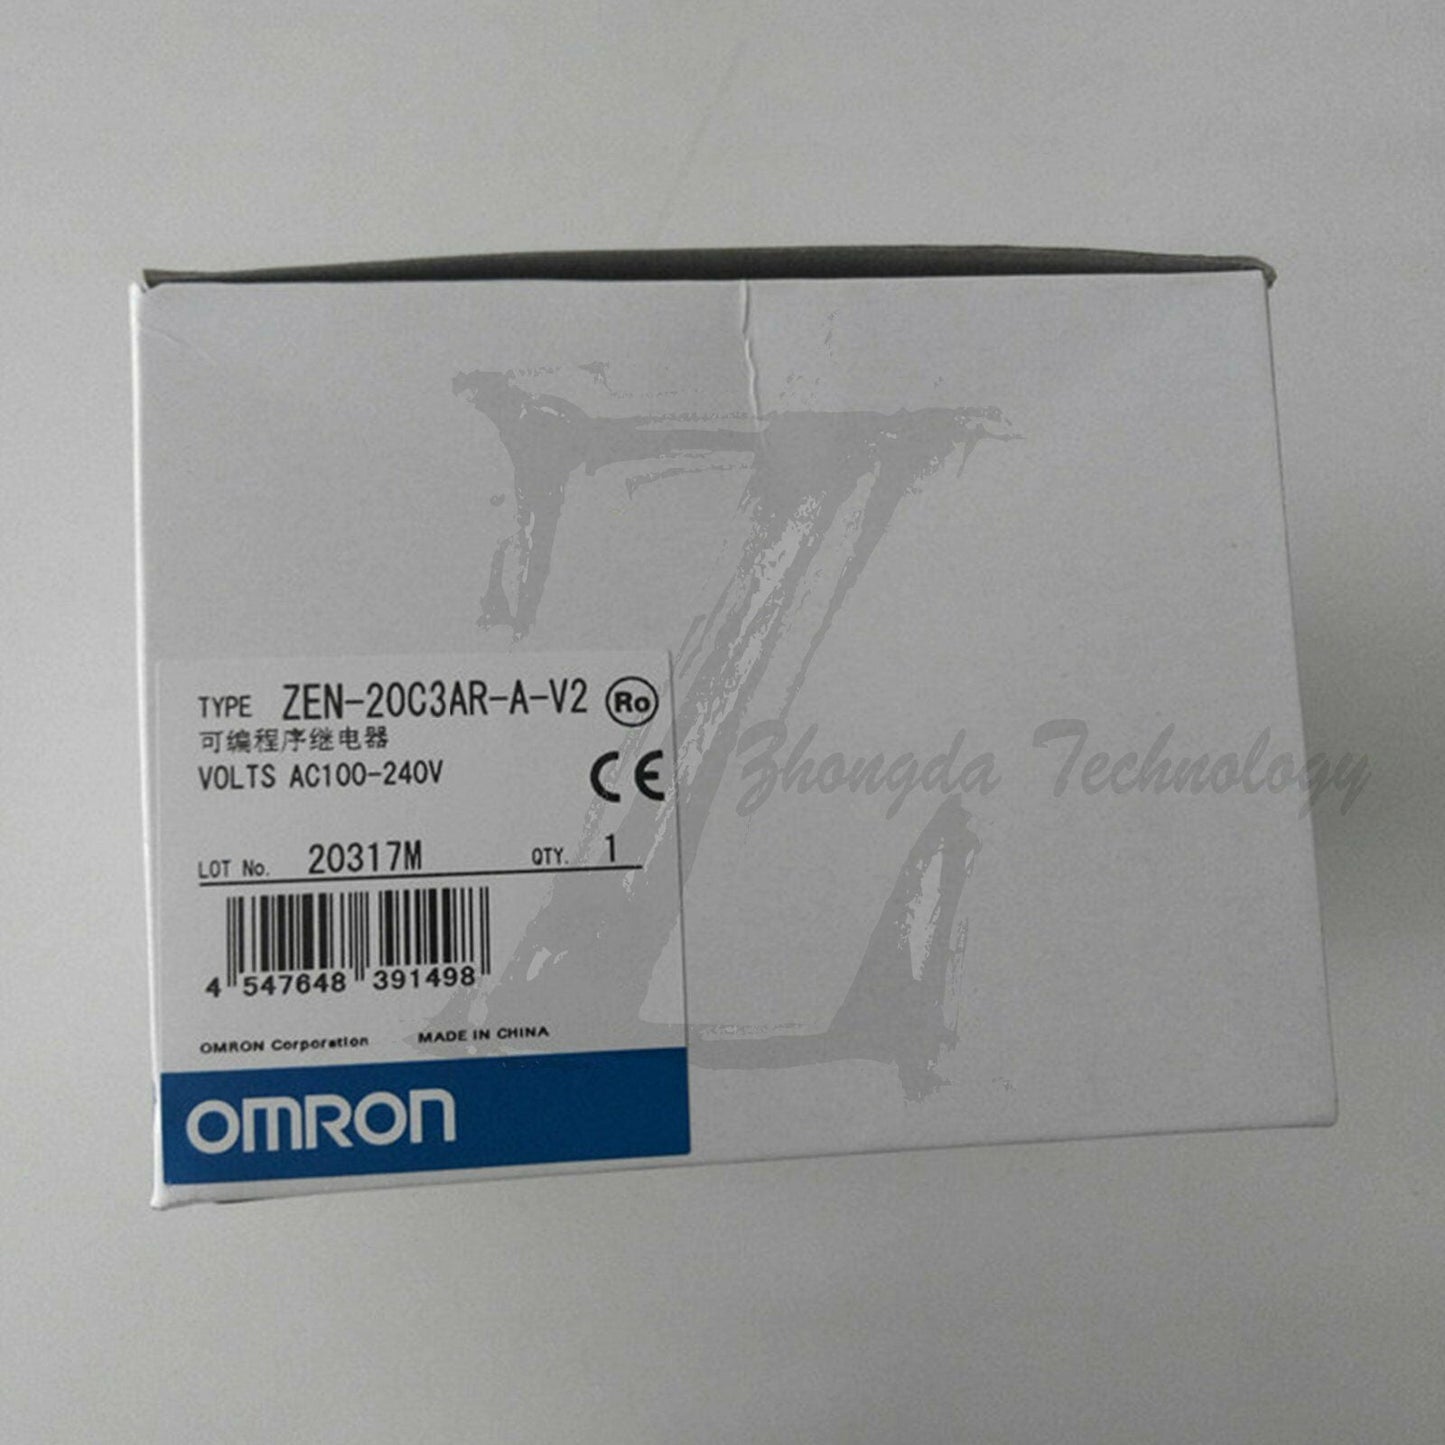 TYPE ZEN-20C3AR-A-V2 Ro
可编程序继电器
VOLTS AC100-240V CE
Zhongda Technology
LOT No. 20317M QTY. 1
4 547648 391498
OMRON Corporation MADE IN CHINA
OMRON